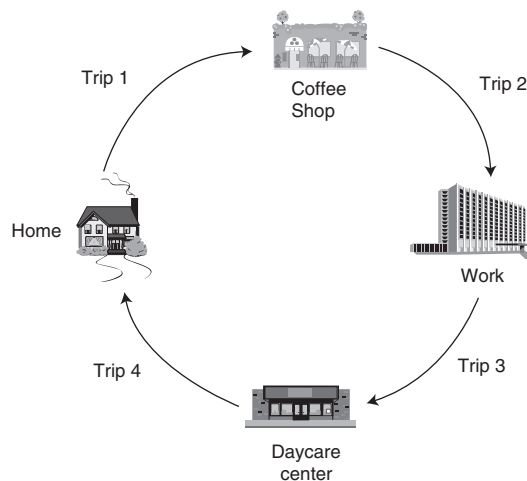 Trip 1
Coffee
Shop
Trip 2
Home
Work
Trip 4
Trip 3
Daycare
center